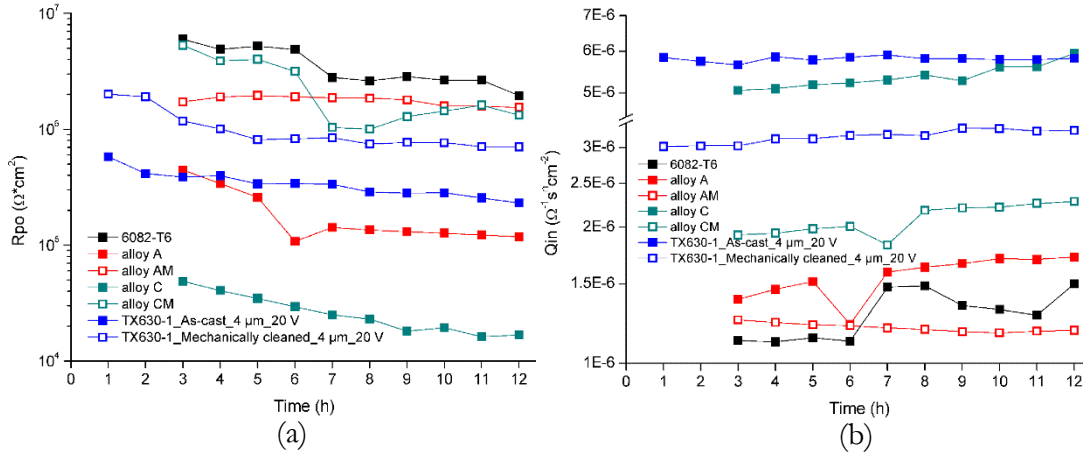 10^7
10^6
10^5
10^4
Rpo (Ω*cm²)
6082-T6
alloy A
alloy AM
alloy C
alloy CM
TX630-1_As-cast_4 µm_20 V
TX630-1_Mechanically cleaned_4 µm_20 V
0 1 2 3 4 5 6 7 8 9 10 11 12
Time (h)
(a)
7E-6
6E-6
5E-6
3E-6
2.5E-6
2E-6
1.5E-6
1E-6
Qin (Ω⁻¹sⁿcm⁻²)
6082-T6
alloy A
alloy AM
alloy C
alloy CM
TX630-1_As-cast_4 µm_20 V
TX630-1_Mechanically cleaned_4 µm_20 V
0 1 2 3 4 5 6 7 8 9 10 11 12
Time (h)
(b)